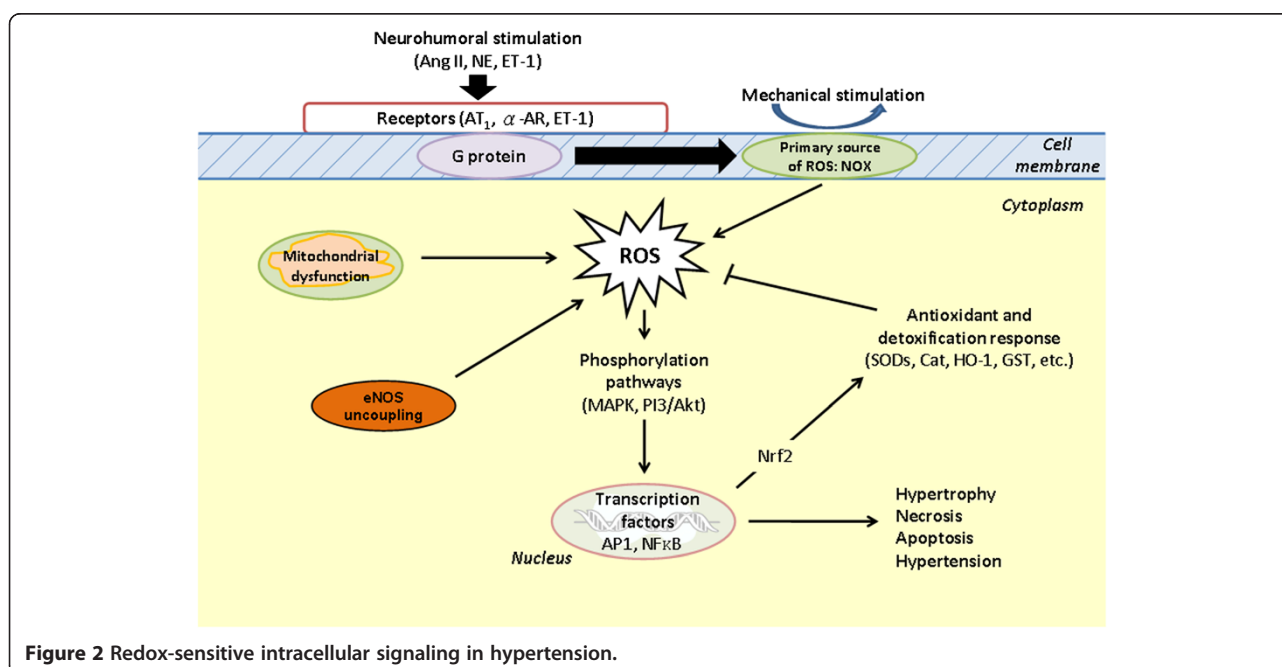 Neurohumoral stimulation
(Ang II, NE, ET-1)
Mechanical stimulation
Receptors (AT1, α-AR, ET-1)
G protein
Primary source
of ROS: NOX
Cell
membrane
Cytoplasm
Mitochondrial
dysfunction
ROS
Antioxidant and
detoxification response
(SODs, Cat, HO-1, GST, etc.)
Phosphorylation
pathways
(MAPK, PI3/Akt)
eNOS
uncoupling
Nrf2
Transcription
factors
AP1, NFκB
Nucleus
Hypertrophy
Necrosis
Apoptosis
Hypertension
Figure 2 Redox-sensitive intracellular signaling in hypertension.